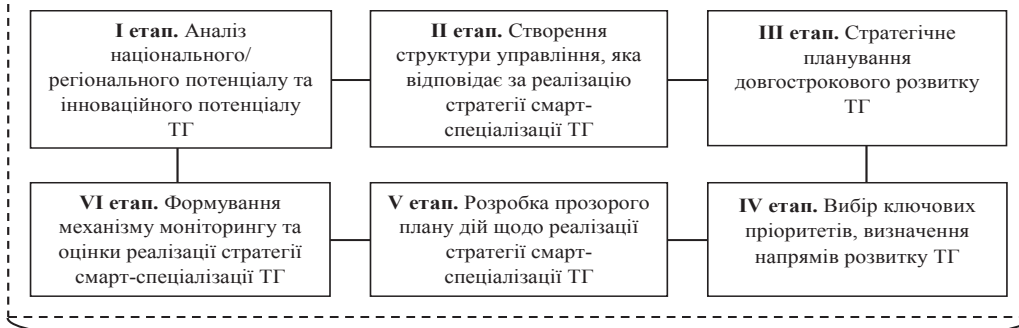 І етап. Аналіз
національного/
регіонального потенціалу та
інноваційного потенціалу
ТГ
ІІ етап. Створення
структури управління, яка
відповідає за реалізацію
стратегії смарт-
спеціалізації ТГ
ІІІ етап. Стратегічне
планування
довгострокового розвитку
ТГ
VI етап. Формування
механізму моніторингу та
оцінки реалізації стратегії
смарт-спеціалізації ТГ
V етап. Розробка прозорого
плану дій щодо реалізації
стратегії смарт-
спеціалізації ТГ
IV етап. Вибір ключових
пріоритетів, визначення
напрямів розвитку ТГ